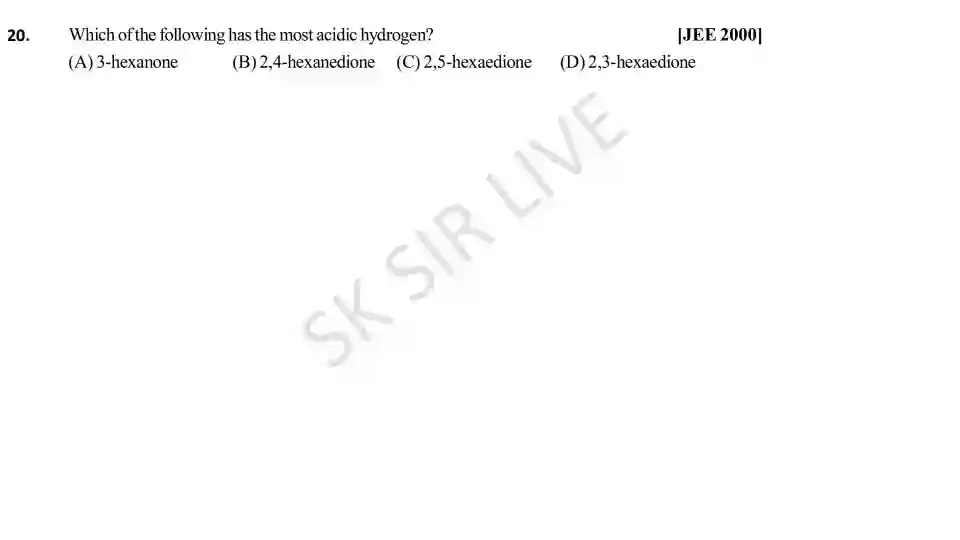 20. Which of the following has the most acidic hydrogen? [JEE 2000]
(A) 3-hexanone (B) 2,4-hexanedione (C) 2,5-hexaedione (D) 2,3-hexaedione
SK SIR LIVE